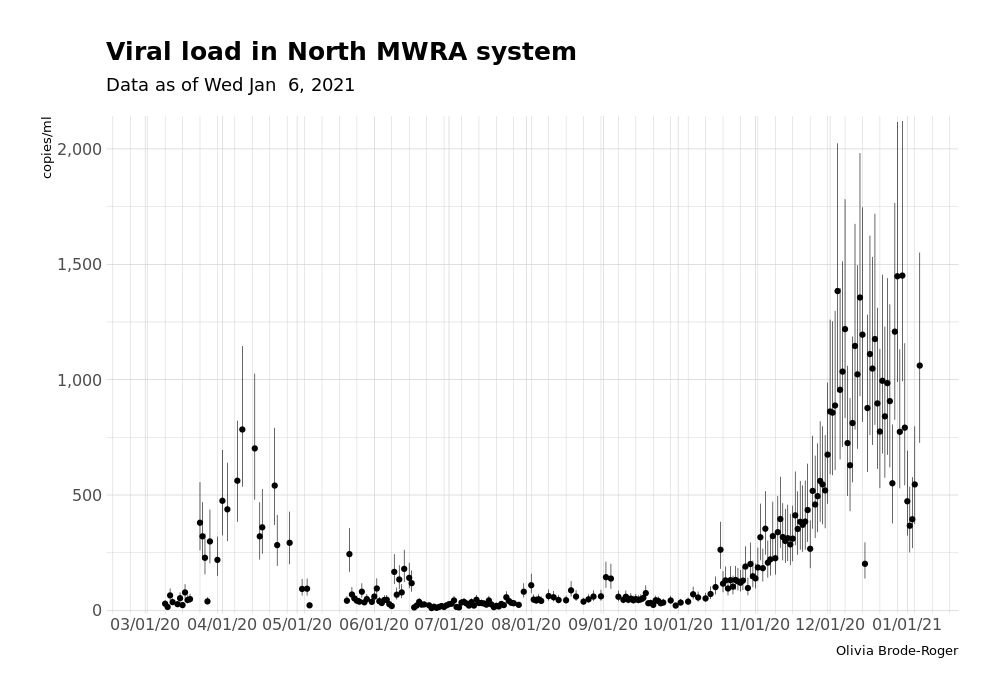 Viral load in North MWRA system
Data as of Wed Jan  6, 2021
copies/ml
2,000
1,500
1,000
500
0
03/01/20 04/01/20 05/01/20 06/01/20 07/01/20 08/01/20 09/01/20 10/01/20 11/01/20 12/01/20 01/01/21
Olivia Brode-Roger